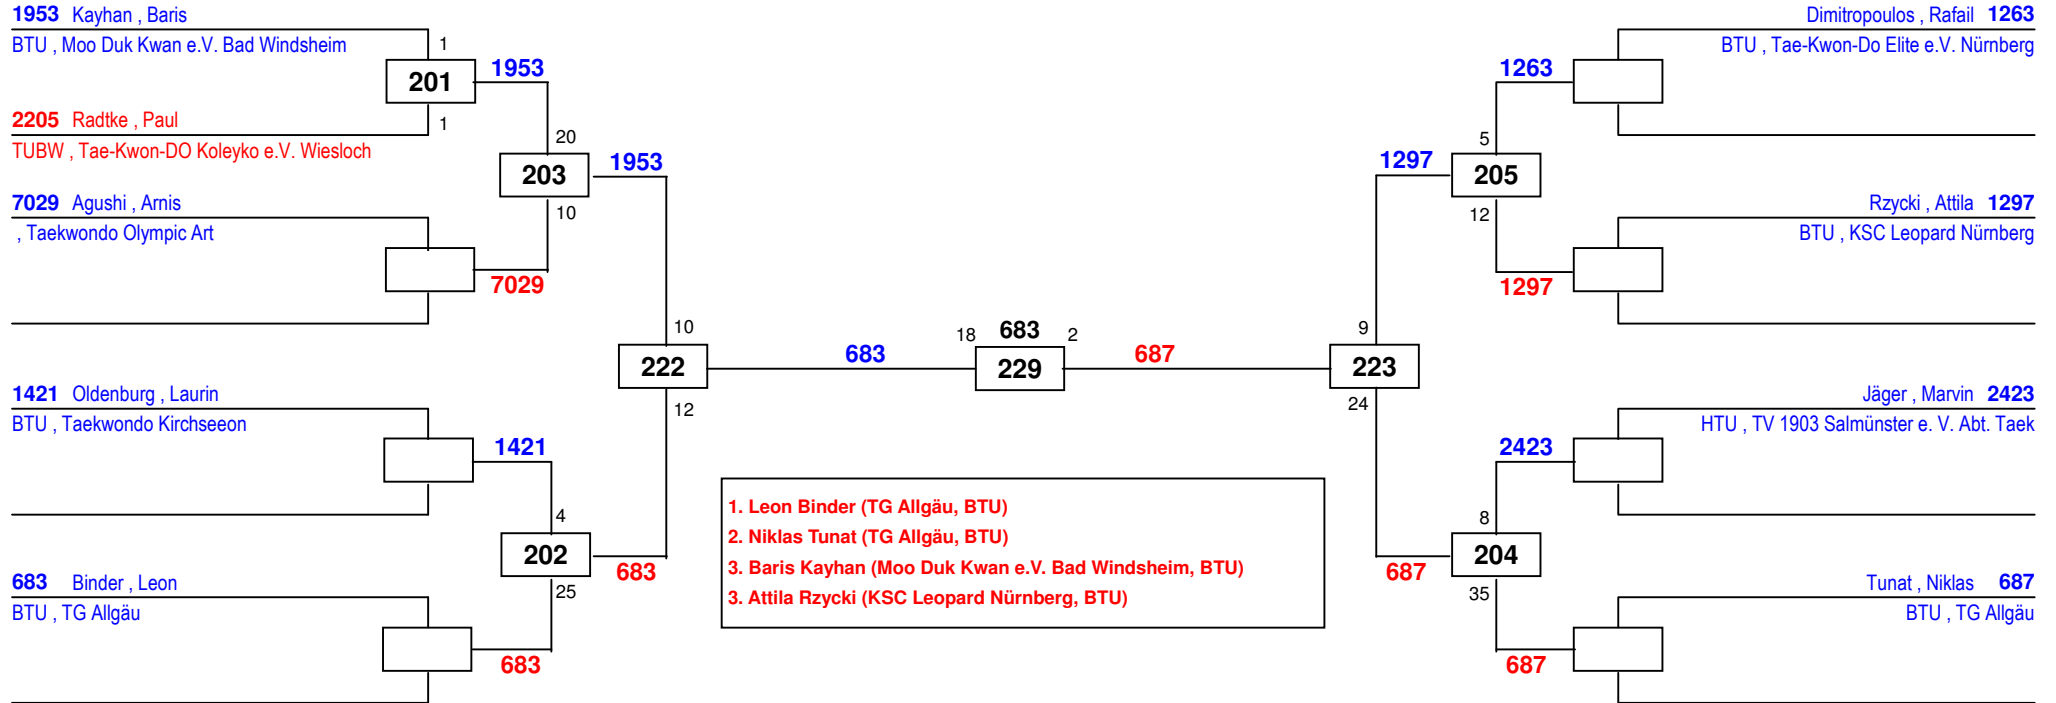 1953 Kayhan , Baris
BTU , Moo Duk Kwan e.V. Bad Windsheim
1
201
1953
2205 Radtke , Paul
1
TUBW , Tae-Kwon-DO Koleyko e.V. Wiesloch
20
203
1953
10
7029 Agushi , Arnis
, Taekwondo Olympic Art
7029
10
222
12
1421 Oldenburg , Laurin
BTU , Taekwondo Kirchseeon
1421
4
202
683
25
683 Binder , Leon
BTU , TG Allgäu
683
683
18
683
2
229
687
1. Leon Binder (TG Allgäu, BTU)
2. Niklas Tunat (TG Allgäu, BTU)
3. Baris Kayhan (Moo Duk Kwan e.V. Bad Windsheim, BTU)
3. Attila Rzycki (KSC Leopard Nürnberg, BTU)
Dimitropoulos , Rafail 1263
BTU , Tae-Kwon-Do Elite e.V. Nürnberg
1263
5
1297
205
12
Rzycki , Attila 1297
BTU , KSC Leopard Nürnberg
1297
9
223
24
Jäger , Marvin 2423
HTU , TV 1903 Salmünster e. V. Abt. Taek
2423
8
204
687
35
Tunat , Niklas 687
BTU , TG Allgäu
687